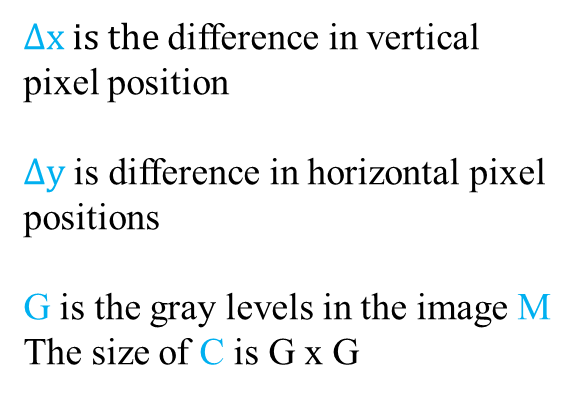 Δx is the difference in vertical
pixel position
Δy is difference in horizontal pixel
positions
G is the gray levels in the image M
The size of C is G x G